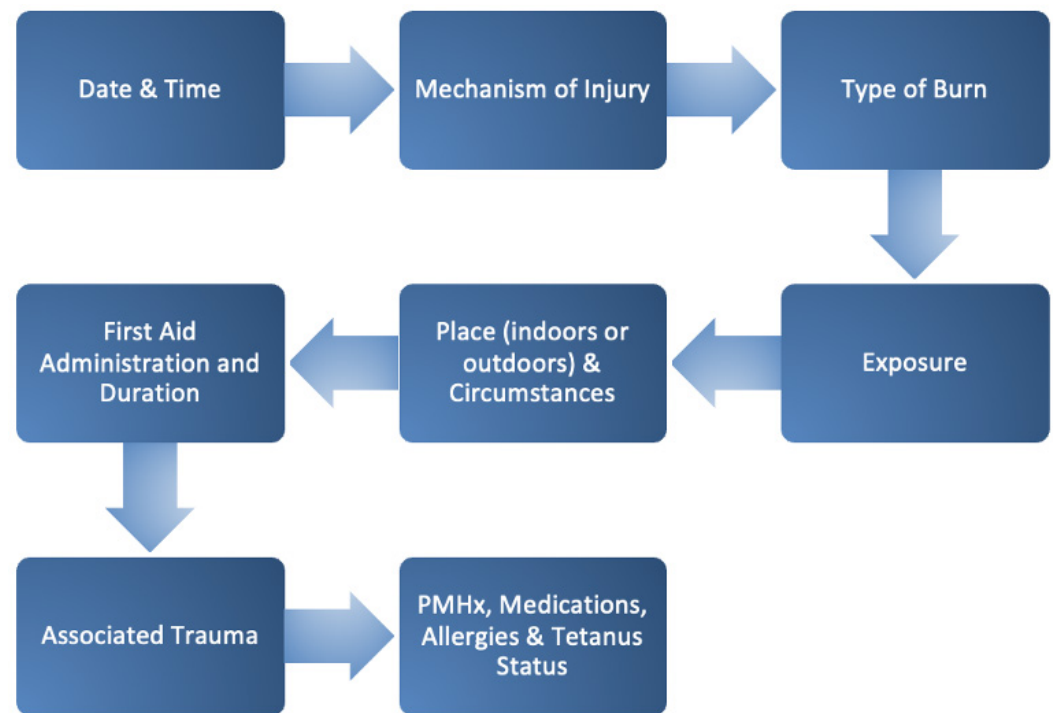 Date & Time
Mechanism of Injury
Type of Burn
Exposure
Place (indoors or
outdoors) &
Circumstances
First Aid
Administration and
Duration
Associated Trauma
PMHx, Medications,
Allergies & Tetanus
Status